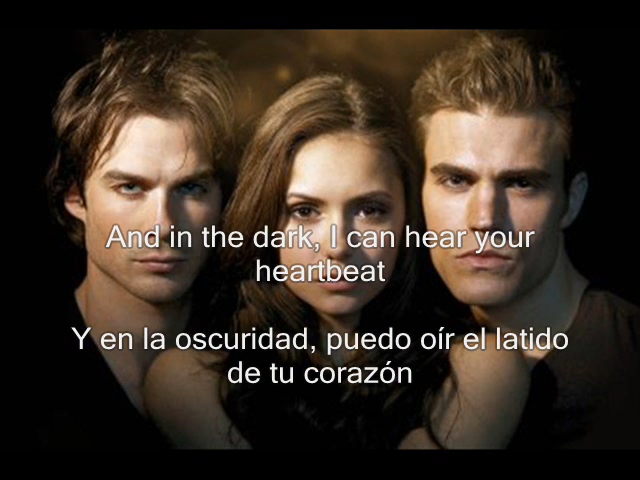 And in the dark, I can hear your
heartbeat
Y en la oscuridad, puedo oír el latido
de tu corazón